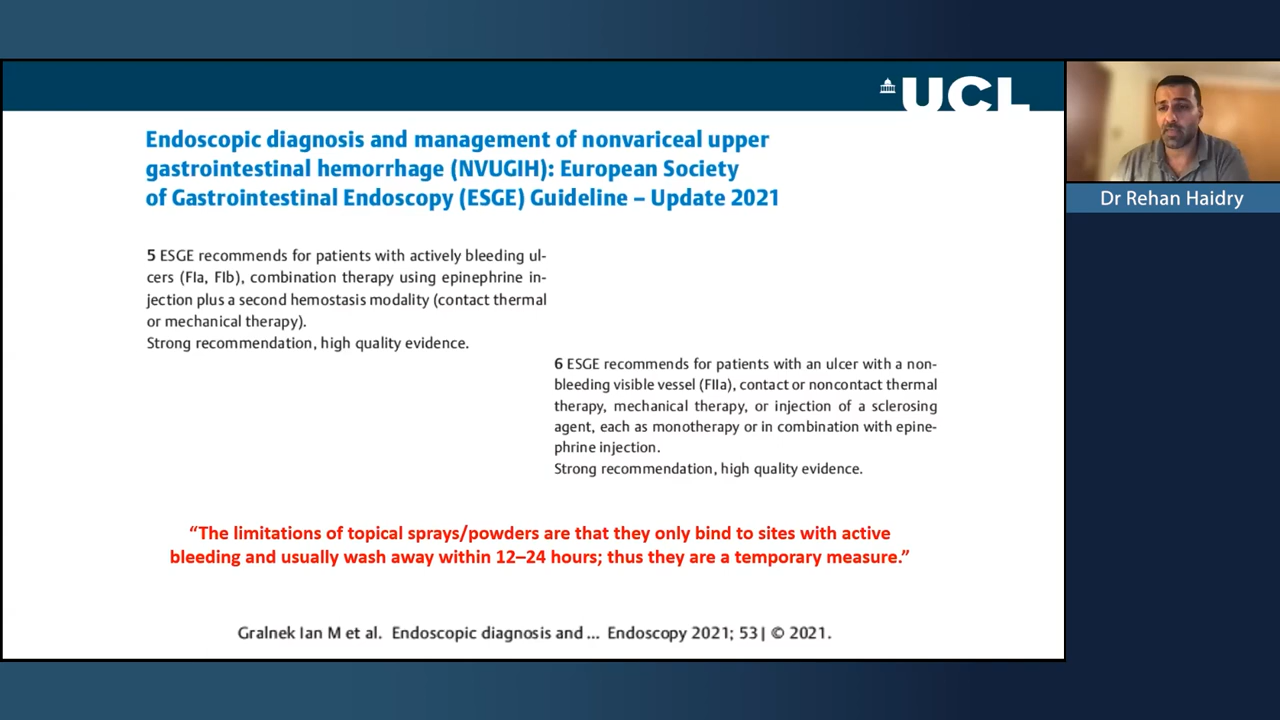 UCL
Endoscopic diagnosis and management of nonvariceal upper
gastrointestinal hemorrhage (NVUGIH): European Society
of Gastrointestinal Endoscopy (ESGE) Guideline – Update 2021
5 ESGE recommends for patients with actively bleeding ul-
cers (FIa, FIb), combination therapy using epinephrine in-
jection plus a second hemostasis modality (contact thermal
or mechanical therapy).
Strong recommendation, high quality evidence.
6 ESGE recommends for patients with an ulcer with a non-
bleeding visible vessel (FIIa), contact or noncontact thermal
therapy, mechanical therapy, or injection of a sclerosing
agent, each as monotherapy or in combination with epine-
phrine injection.
Strong recommendation, high quality evidence.
“The limitations of topical sprays/powders are that they only bind to sites with active
bleeding and usually wash away within 12–24 hours; thus they are a temporary measure.”
Gralnek Ian M et al. Endoscopic diagnosis and ... Endoscopy 2021; 53| © 2021.
Dr Rehan Haidry